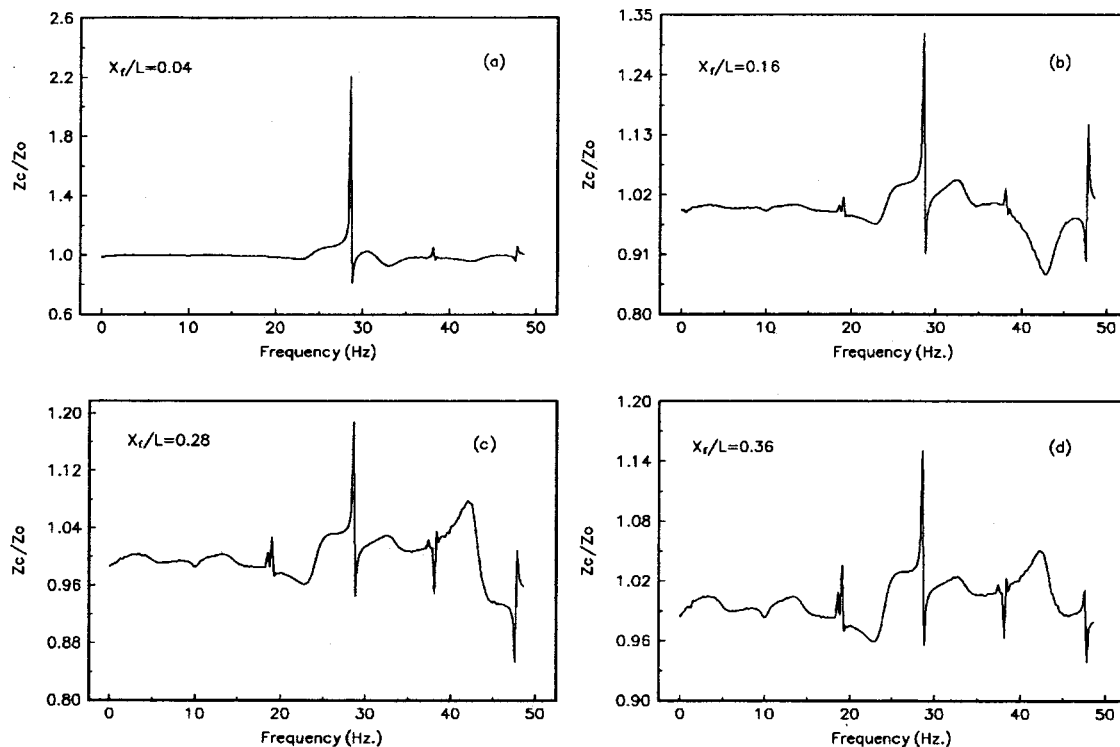 2.6
2.2
1.8
1.4
1.0
0.6
Zc/Zo
Xf/L=0.04
(a)
0 10 20 30 40 50
Frequency (Hz)
1.35
1.24
1.13
1.02
0.91
0.80
Zc/Zo
Xf/L=0.16
(b)
0 10 20 30 40 50
Frequency (Hz.)
1.20
1.12
1.04
0.96
0.88
0.80
Zc/Zo
Xf/L=0.28
(c)
0 10 20 30 40 50
Frequency (Hz.)
1.20
1.14
1.08
1.02
0.96
0.90
Zc/Zo
Xf/L=0.36
(d)
0 10 20 30 40 50
Frequency (Hz.)